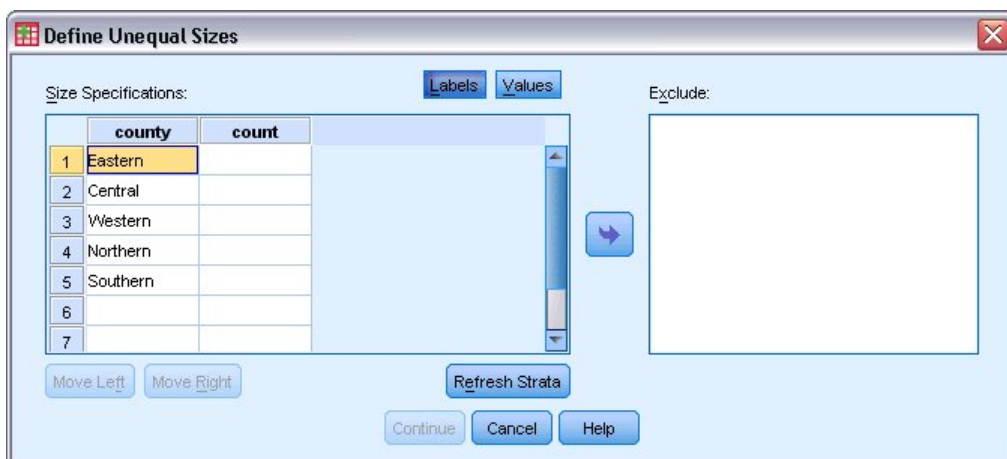 Define Unequal Sizes
Labels Values
Size Specifications: Exclude:
county count
1 Eastern
2 Central
3 Western
4 Northern
5 Southern
6
7
Move Left Move Right Refresh Strata
Continue Cancel Help